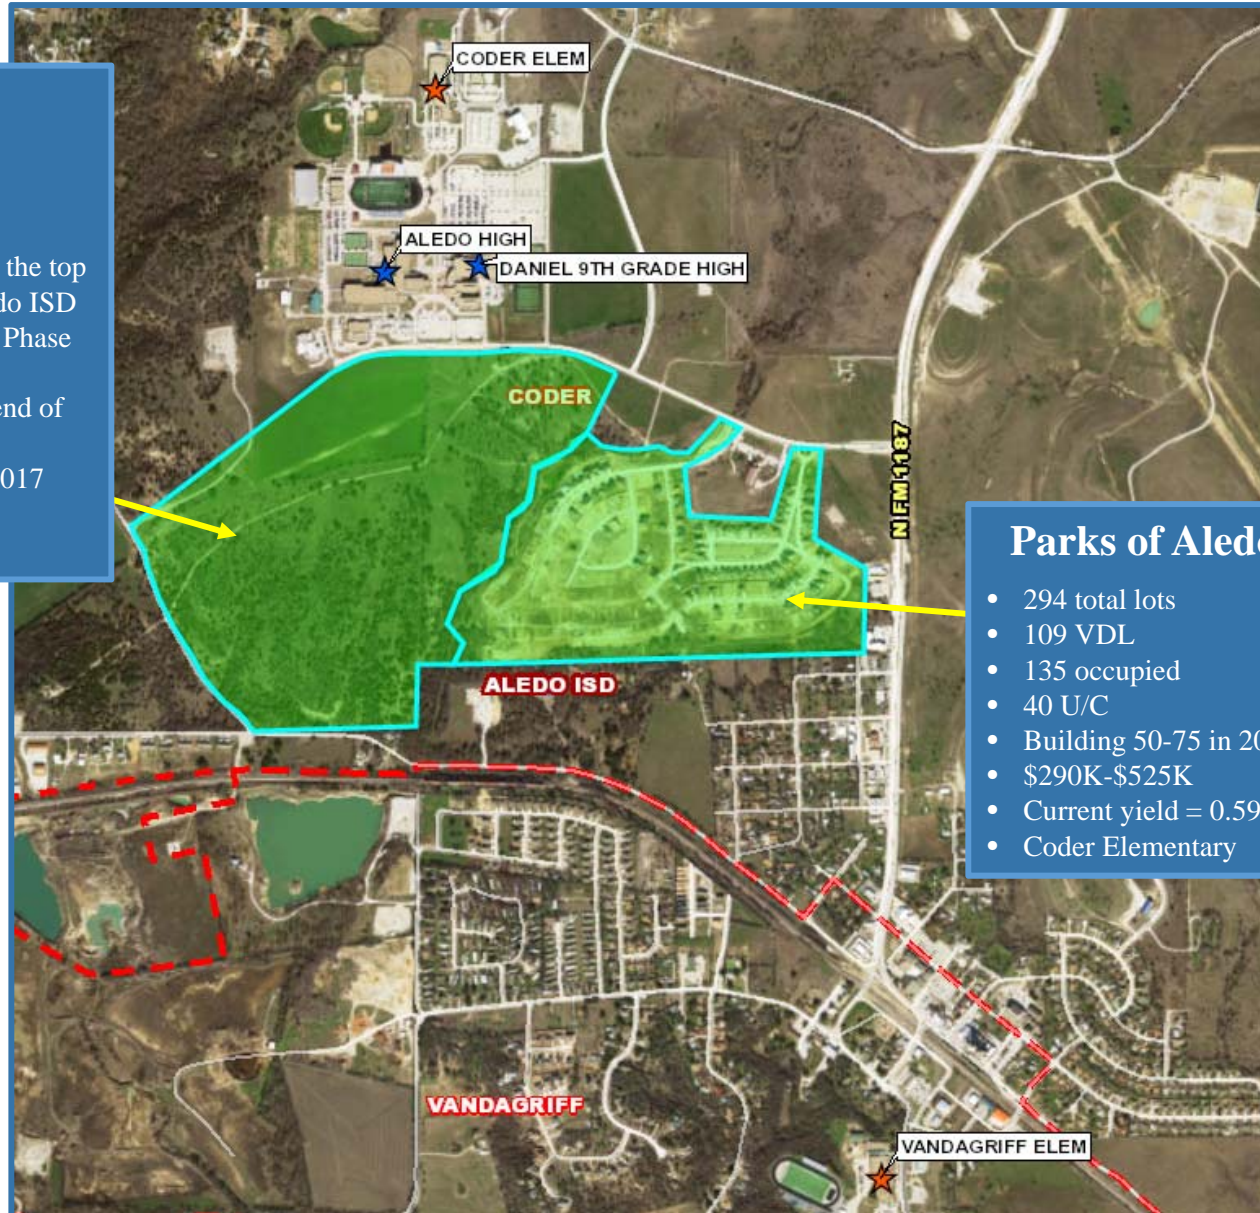 CODER ELEM
the top
do ISD
Phase
end of
017
ALEDO HIGH
DANIEL 9TH GRADE HIGH
CODER
N FM 1187
ALEDO ISD
Parks of Aledo
• 294 total lots
• 109 VDL
• 135 occupied
• 40 U/C
• Building 50-75 in 20
• $290K-$525K
• Current yield = 0.59
• Coder Elementary
VANDAGRIFF
VANDAGRIFF ELEM